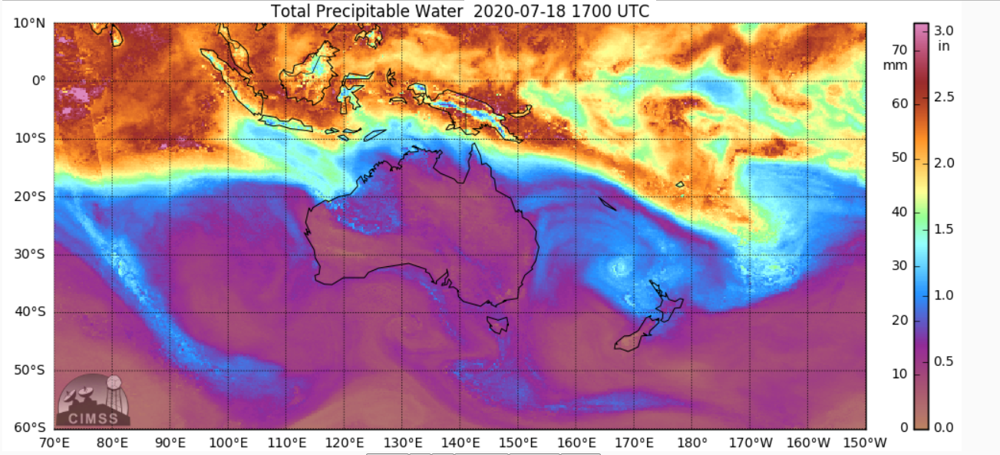 Total Precipitable Water 2020-07-18 1700 UTC
10°N
0°
10°S
20°S
30°S
40°S
50°S
60°S
70°E 80°E 90°E 100°E 110°E 120°E 130°E 140°E 150°E 160°E 170°E 180° 170°W 160°W 150°W
CIMSS
70
mm
60
50
40
30
20
10
0
3.0
in
2.5
2.0
1.5
1.0
0.5
0.0